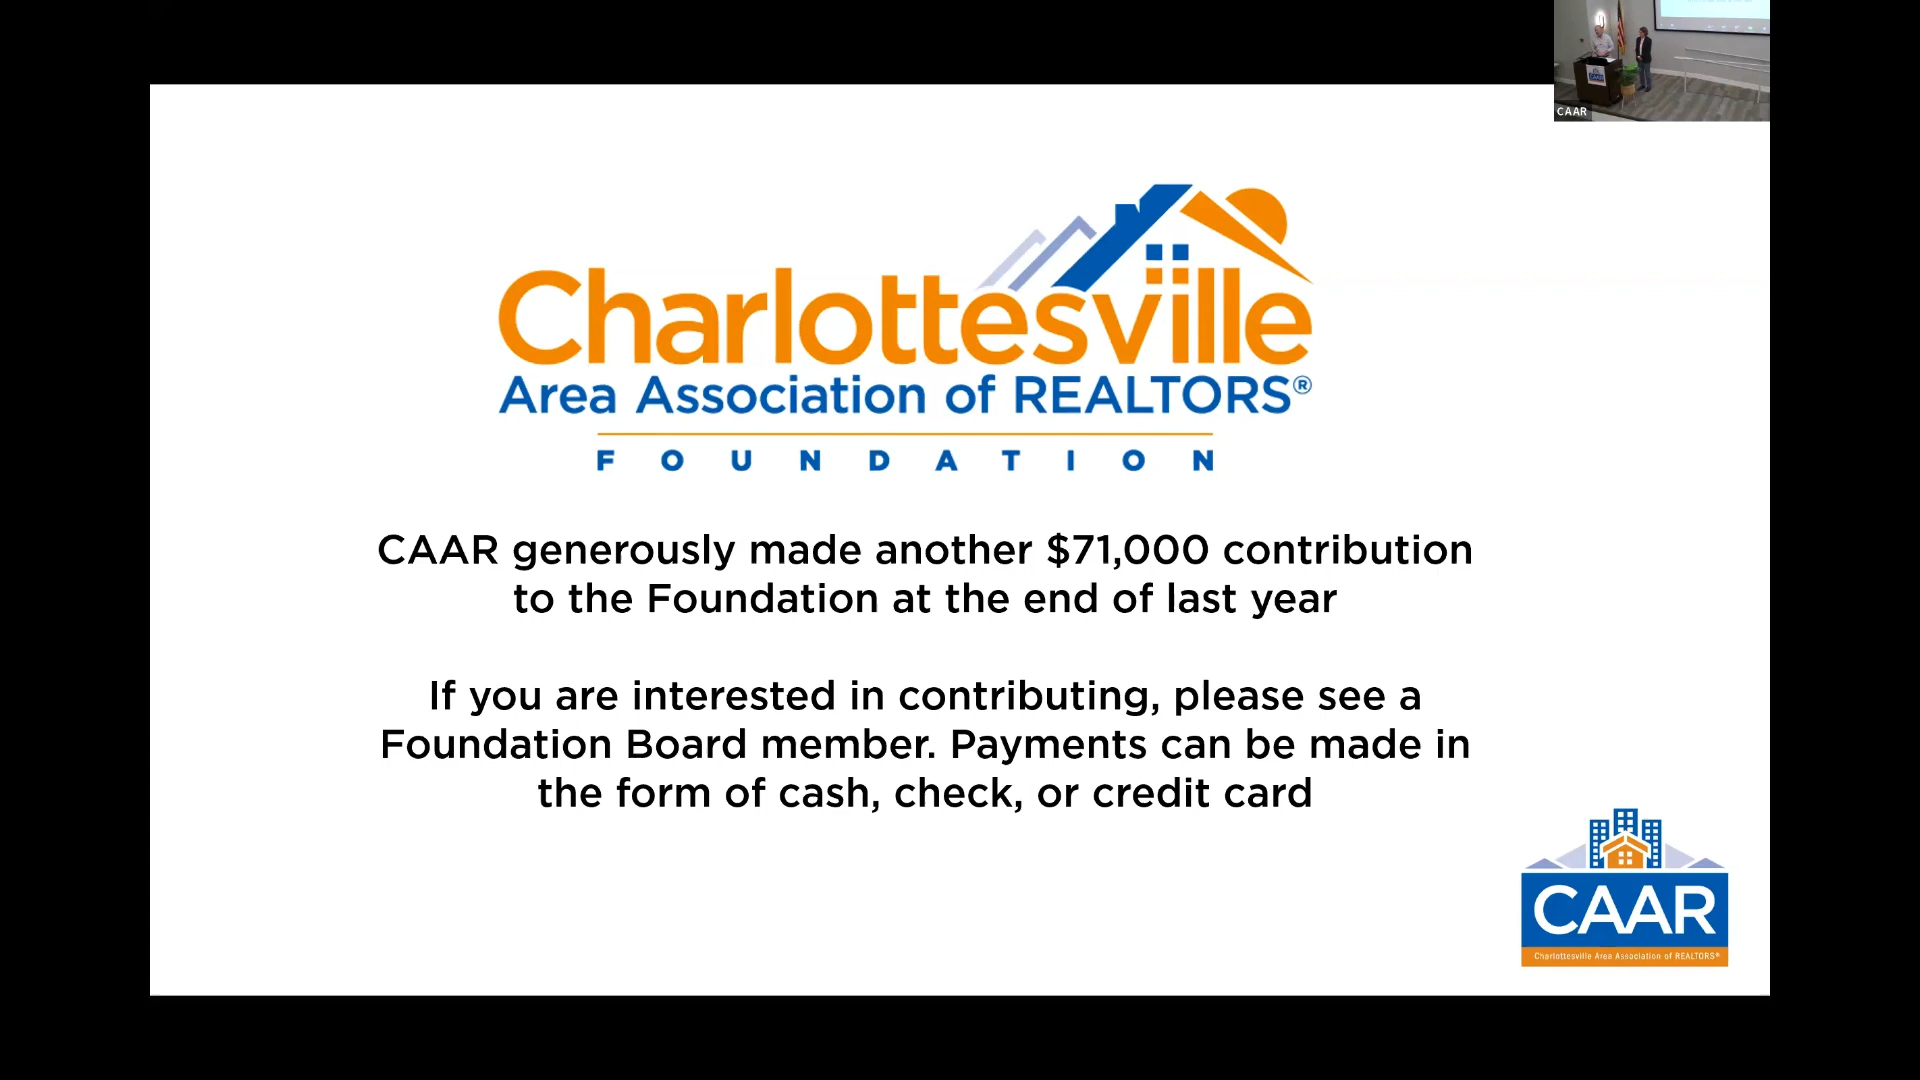 CAAR
Charlottesville
Area Association of REALTORS®
FOUNDATION
CAAR generously made another $71,000 contribution
to the Foundation at the end of last year
If you are interested in contributing, please see a
Foundation Board member. Payments can be made in
the form of cash, check, or credit card
CAAR
Charlottesville Area Association of REALTORS®